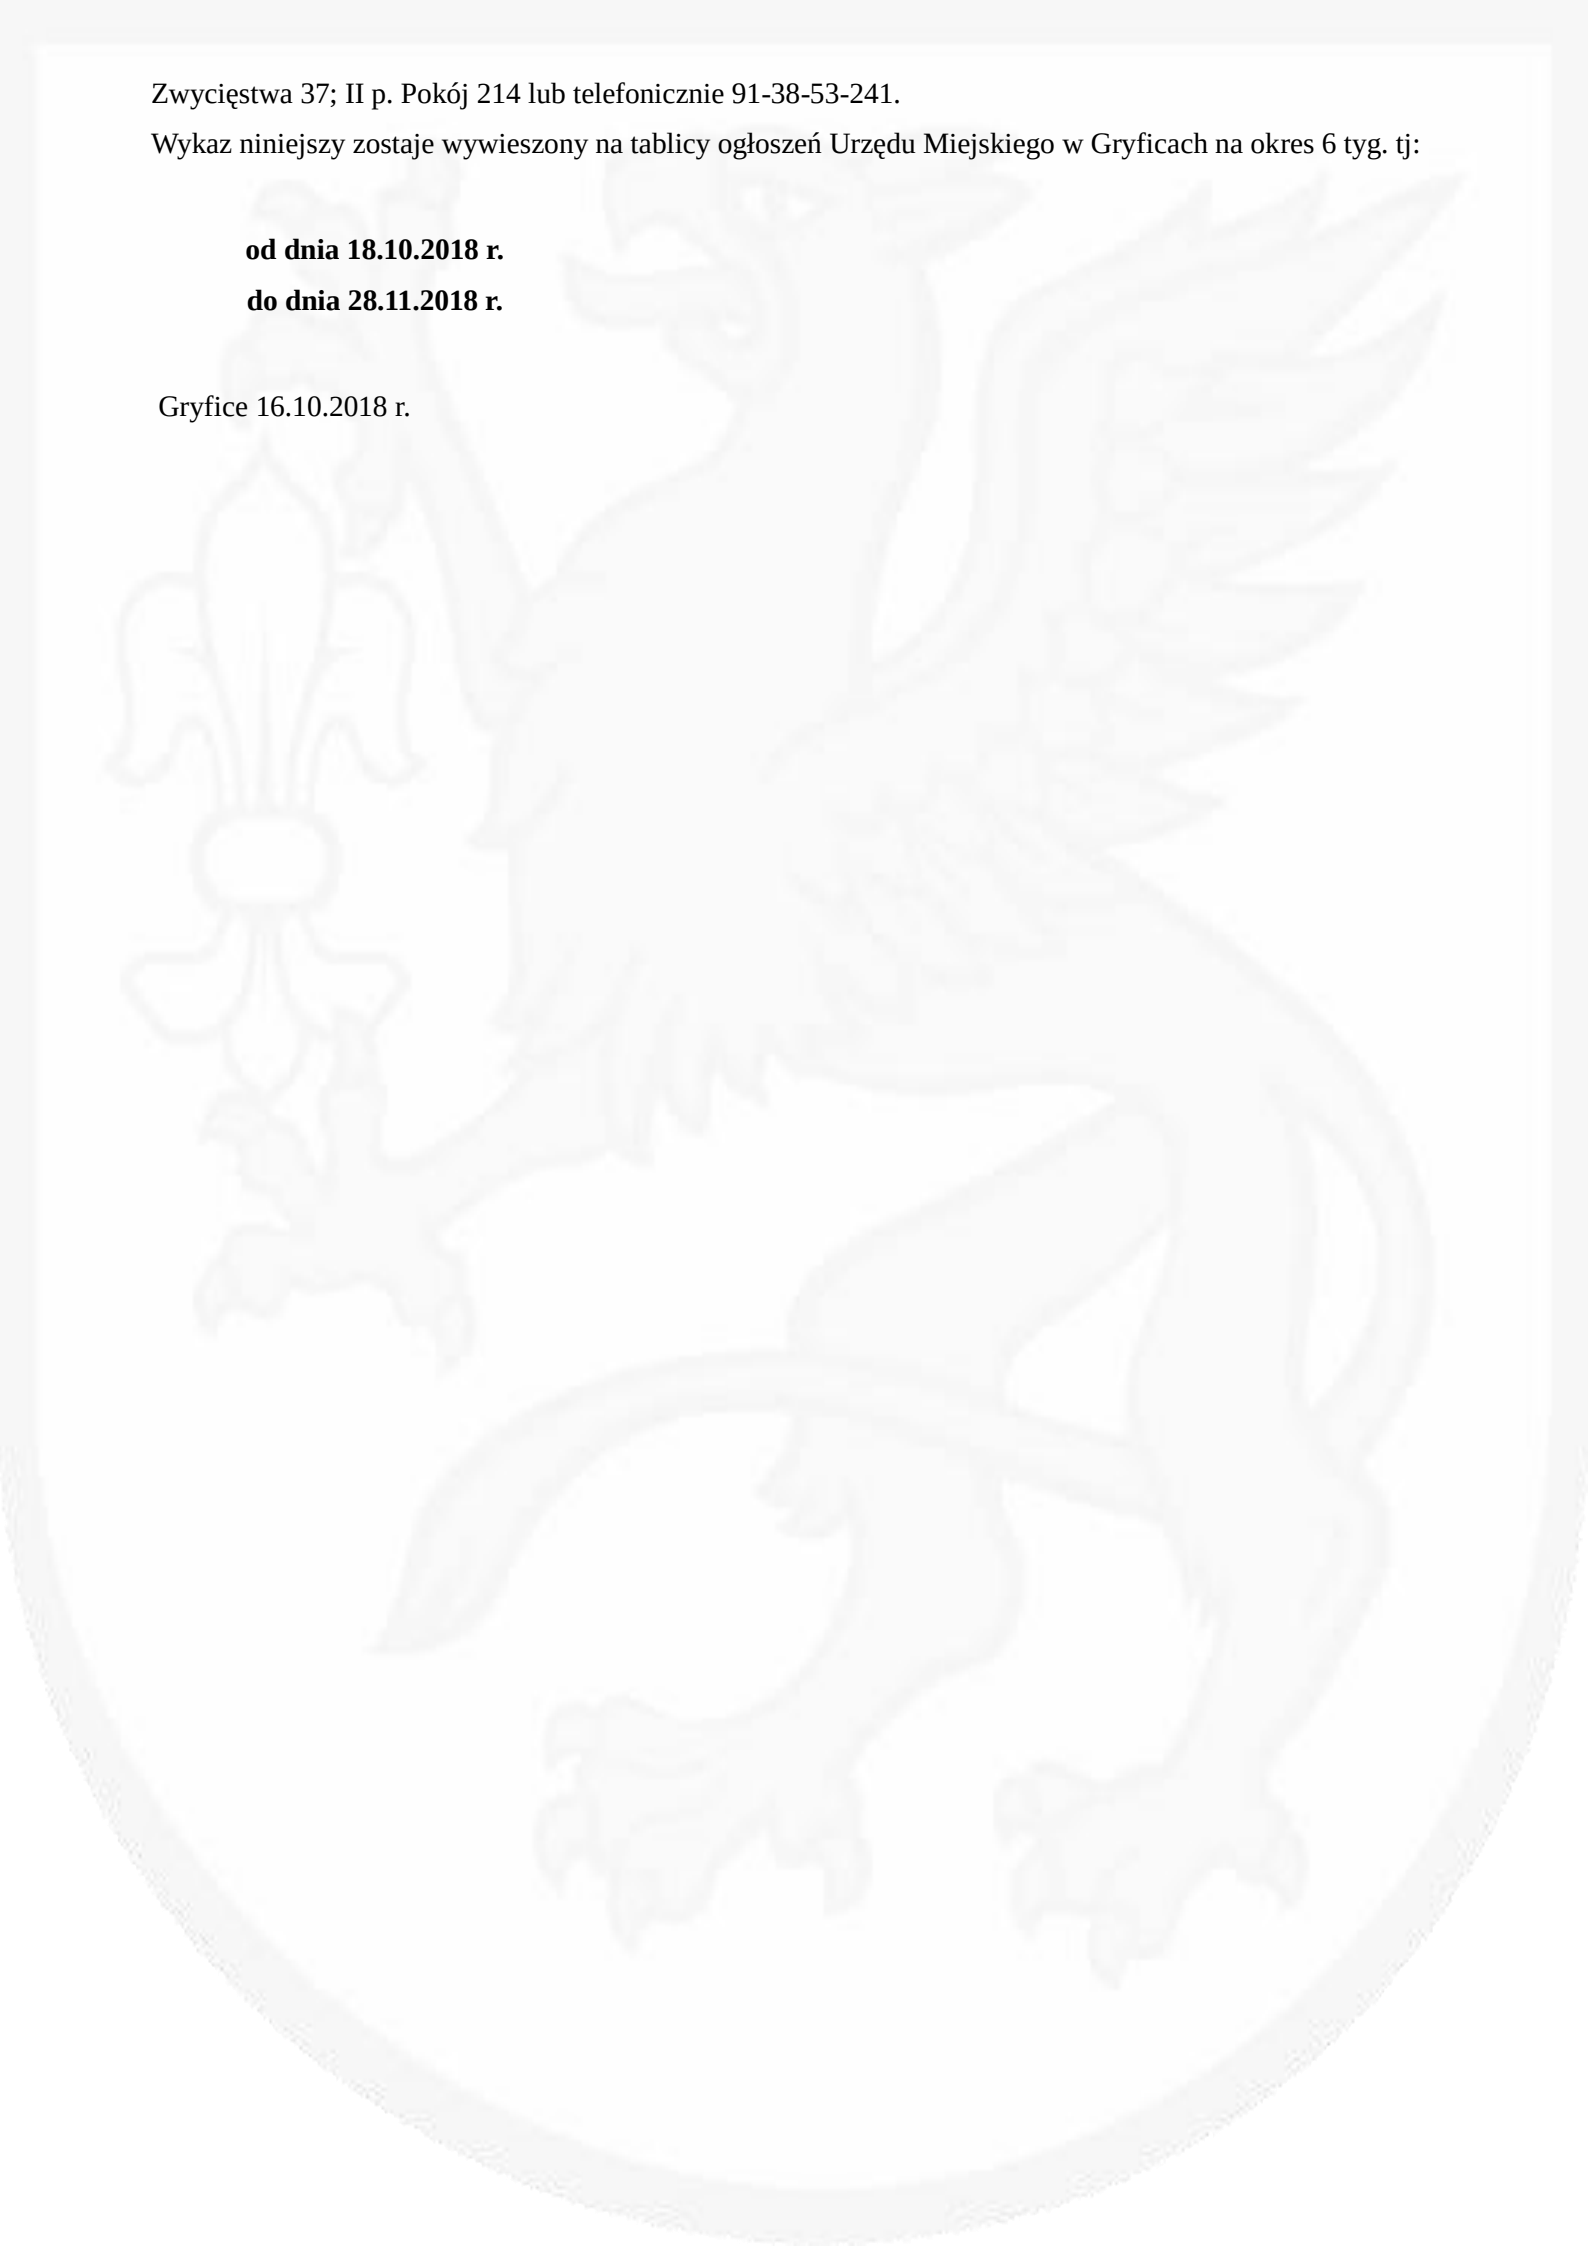 Zwycięstwa 37; II p. Pokój 214 lub telefonicznie 91-38-53-241.
Wykaz niniejszy zostaje wywieszony na tablicy ogłoszeń Urzędu Miejskiego w Gryficach na okres 6 tyg. tj:
od dnia 18.10.2018 r.
do dnia 28.11.2018 r.
Gryfice 16.10.2018 r.